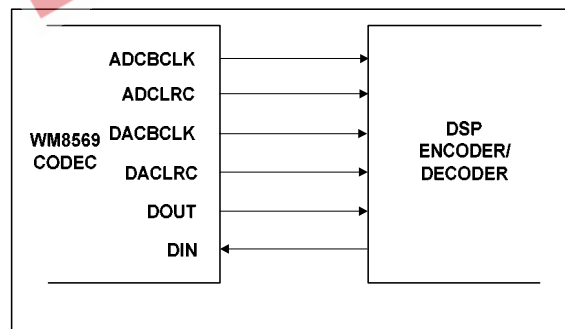 ADCBCLK
ADCLRC
WM8569
CODEC
DACBCLK
DACLRC
DOUT
DIN
DSP
ENCODER/
DECODER